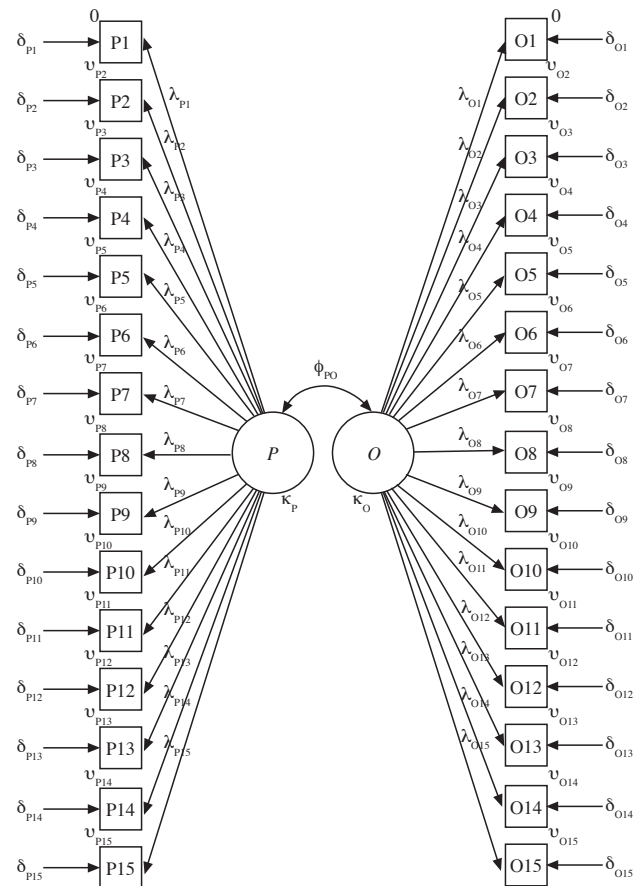 0 0
δP1 P1 O1 δO1
υP2 λP1 λO1 υO2
δP2 P2 O2 δO2
υP3 λP2 λO2 υO3
δP3 P3 O3 δO3
υP4 λP3 λO3 υO4
δP4 P4 O4 δO4
υP5 λP4 λO4 υO5
δP5 P5 λP5 λO5 O5 δO5
υP6 υO6
δP6 P6 λP6 λO6 O6 δO6
υP7 ϕPO υO7
δP7 P7 λP7 λO7 O7 δO7
υP8 υO8
δP8 P8 λP8 P O λO8 O8 δO8
υP9 λP9 κP κO λO9 υO9
δP9 P9 O9 δO9
υP10 λP10 λO10 υO10
δP10 P10 λP11 λO11 O10 δO10
υP11 υO11
δP11 P11 λP12 λO12 O11 δO11
υP12 λP13 λO13 υO12
δP12 P12 λP14 λO14 O12 δO12
υP13 υO13
δP13 P13 λP15 λO15 O13 δO13
υP14 υO14
δP14 P14 O14 δO14
υP15 υO15
δP15 P15 O15 δO15